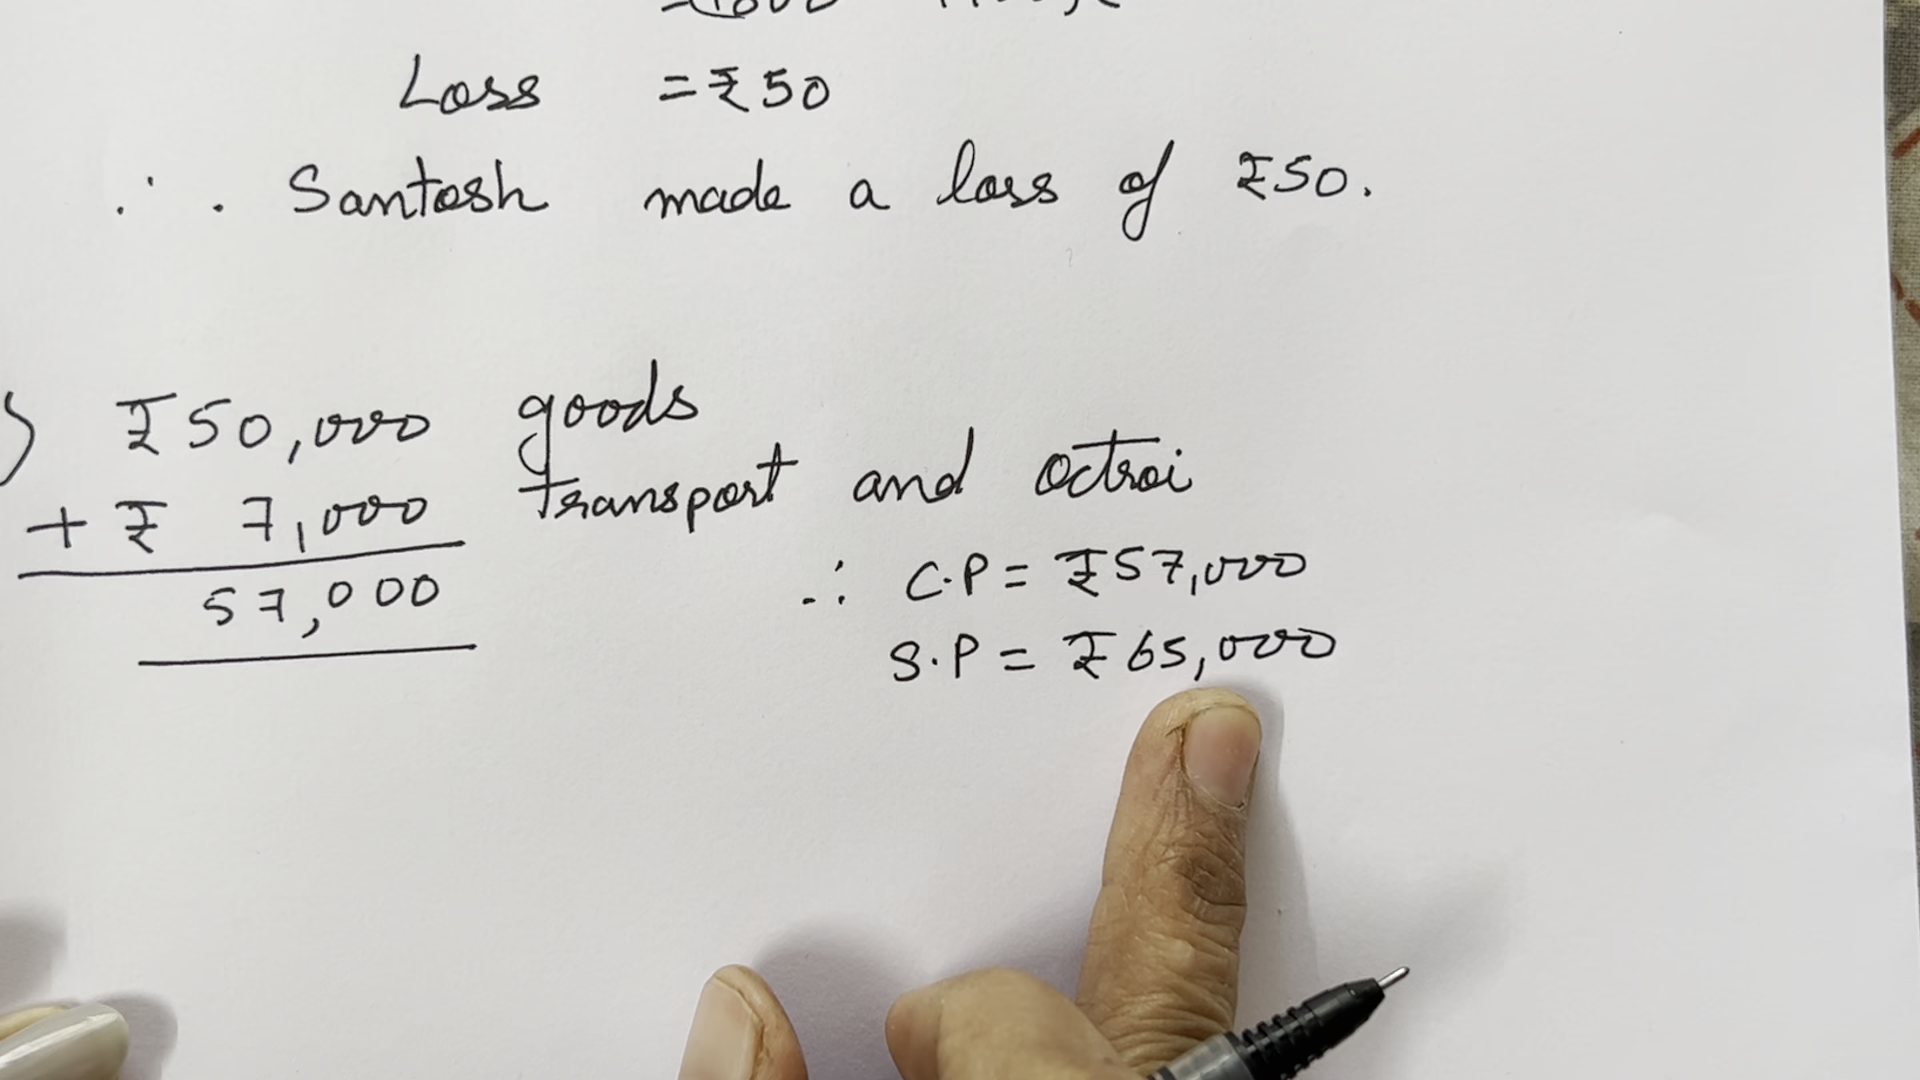 Loss = ₹50
∴ Santosh made a loss of ₹50.
) ₹50,000 goods
+ ₹ 7,000 transport and octroi
57,000
∴ C.P = ₹57,000
S.P = ₹65,000